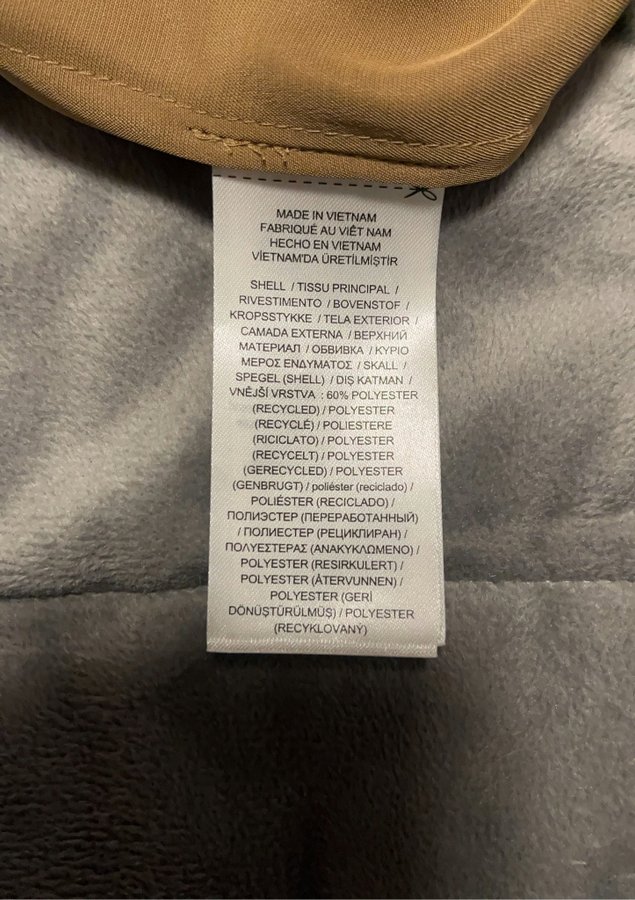 MADE IN VIETNAM
FABRIQUÉ AU VIÊT NAM
HECHO EN VIETNAM
VİETNAM'DA ÜRETİLMİŞTİR
SHELL / TISSU PRINCIPAL /
RIVESTIMENTO / BOVENSTOF /
KROPSSTYKKE / TELA EXTERIOR /
CAMADA EXTERNA / ВЕРХНИЙ
МАТЕРИАЛ / ОБВИВКА / ΚΥΡΙΟ
ΜΕΡΟΣ ΕΝΔΥΜΑΤΟΣ / SKALL /
SPEGEL (SHELL) / DIŞ KATMAN /
VNĚJŠÍ VRSTVA : 60% POLYESTER
(RECYCLED) / POLYESTER
(RECYCLÉ) / POLIESTERE
(RICICLATO) / POLYESTER
(RECYCELT) / POLYESTER
(GERECYCLED) / POLYESTER
(GENBRUGT) / poliéster (reciclado) /
POLIÉSTER (RECICLADO) /
ПОЛИЭСТЕР (ПЕРЕРАБОТАННЫЙ)
/ ПОЛИЕСТЕР (РЕЦИКЛИРАН) /
ΠΟΛΥΕΣΤΕΡΑΣ (ΑΝΑΚΥΚΛΩΜΕΝΟ) /
POLYESTER (RESIRKULERT) /
POLYESTER (ÅTERVUNNEN) /
POLYESTER (GERİ
DÖNÜŞTÜRÜLMÜŞ) / POLYESTER
(RECYKLOVANÝ)